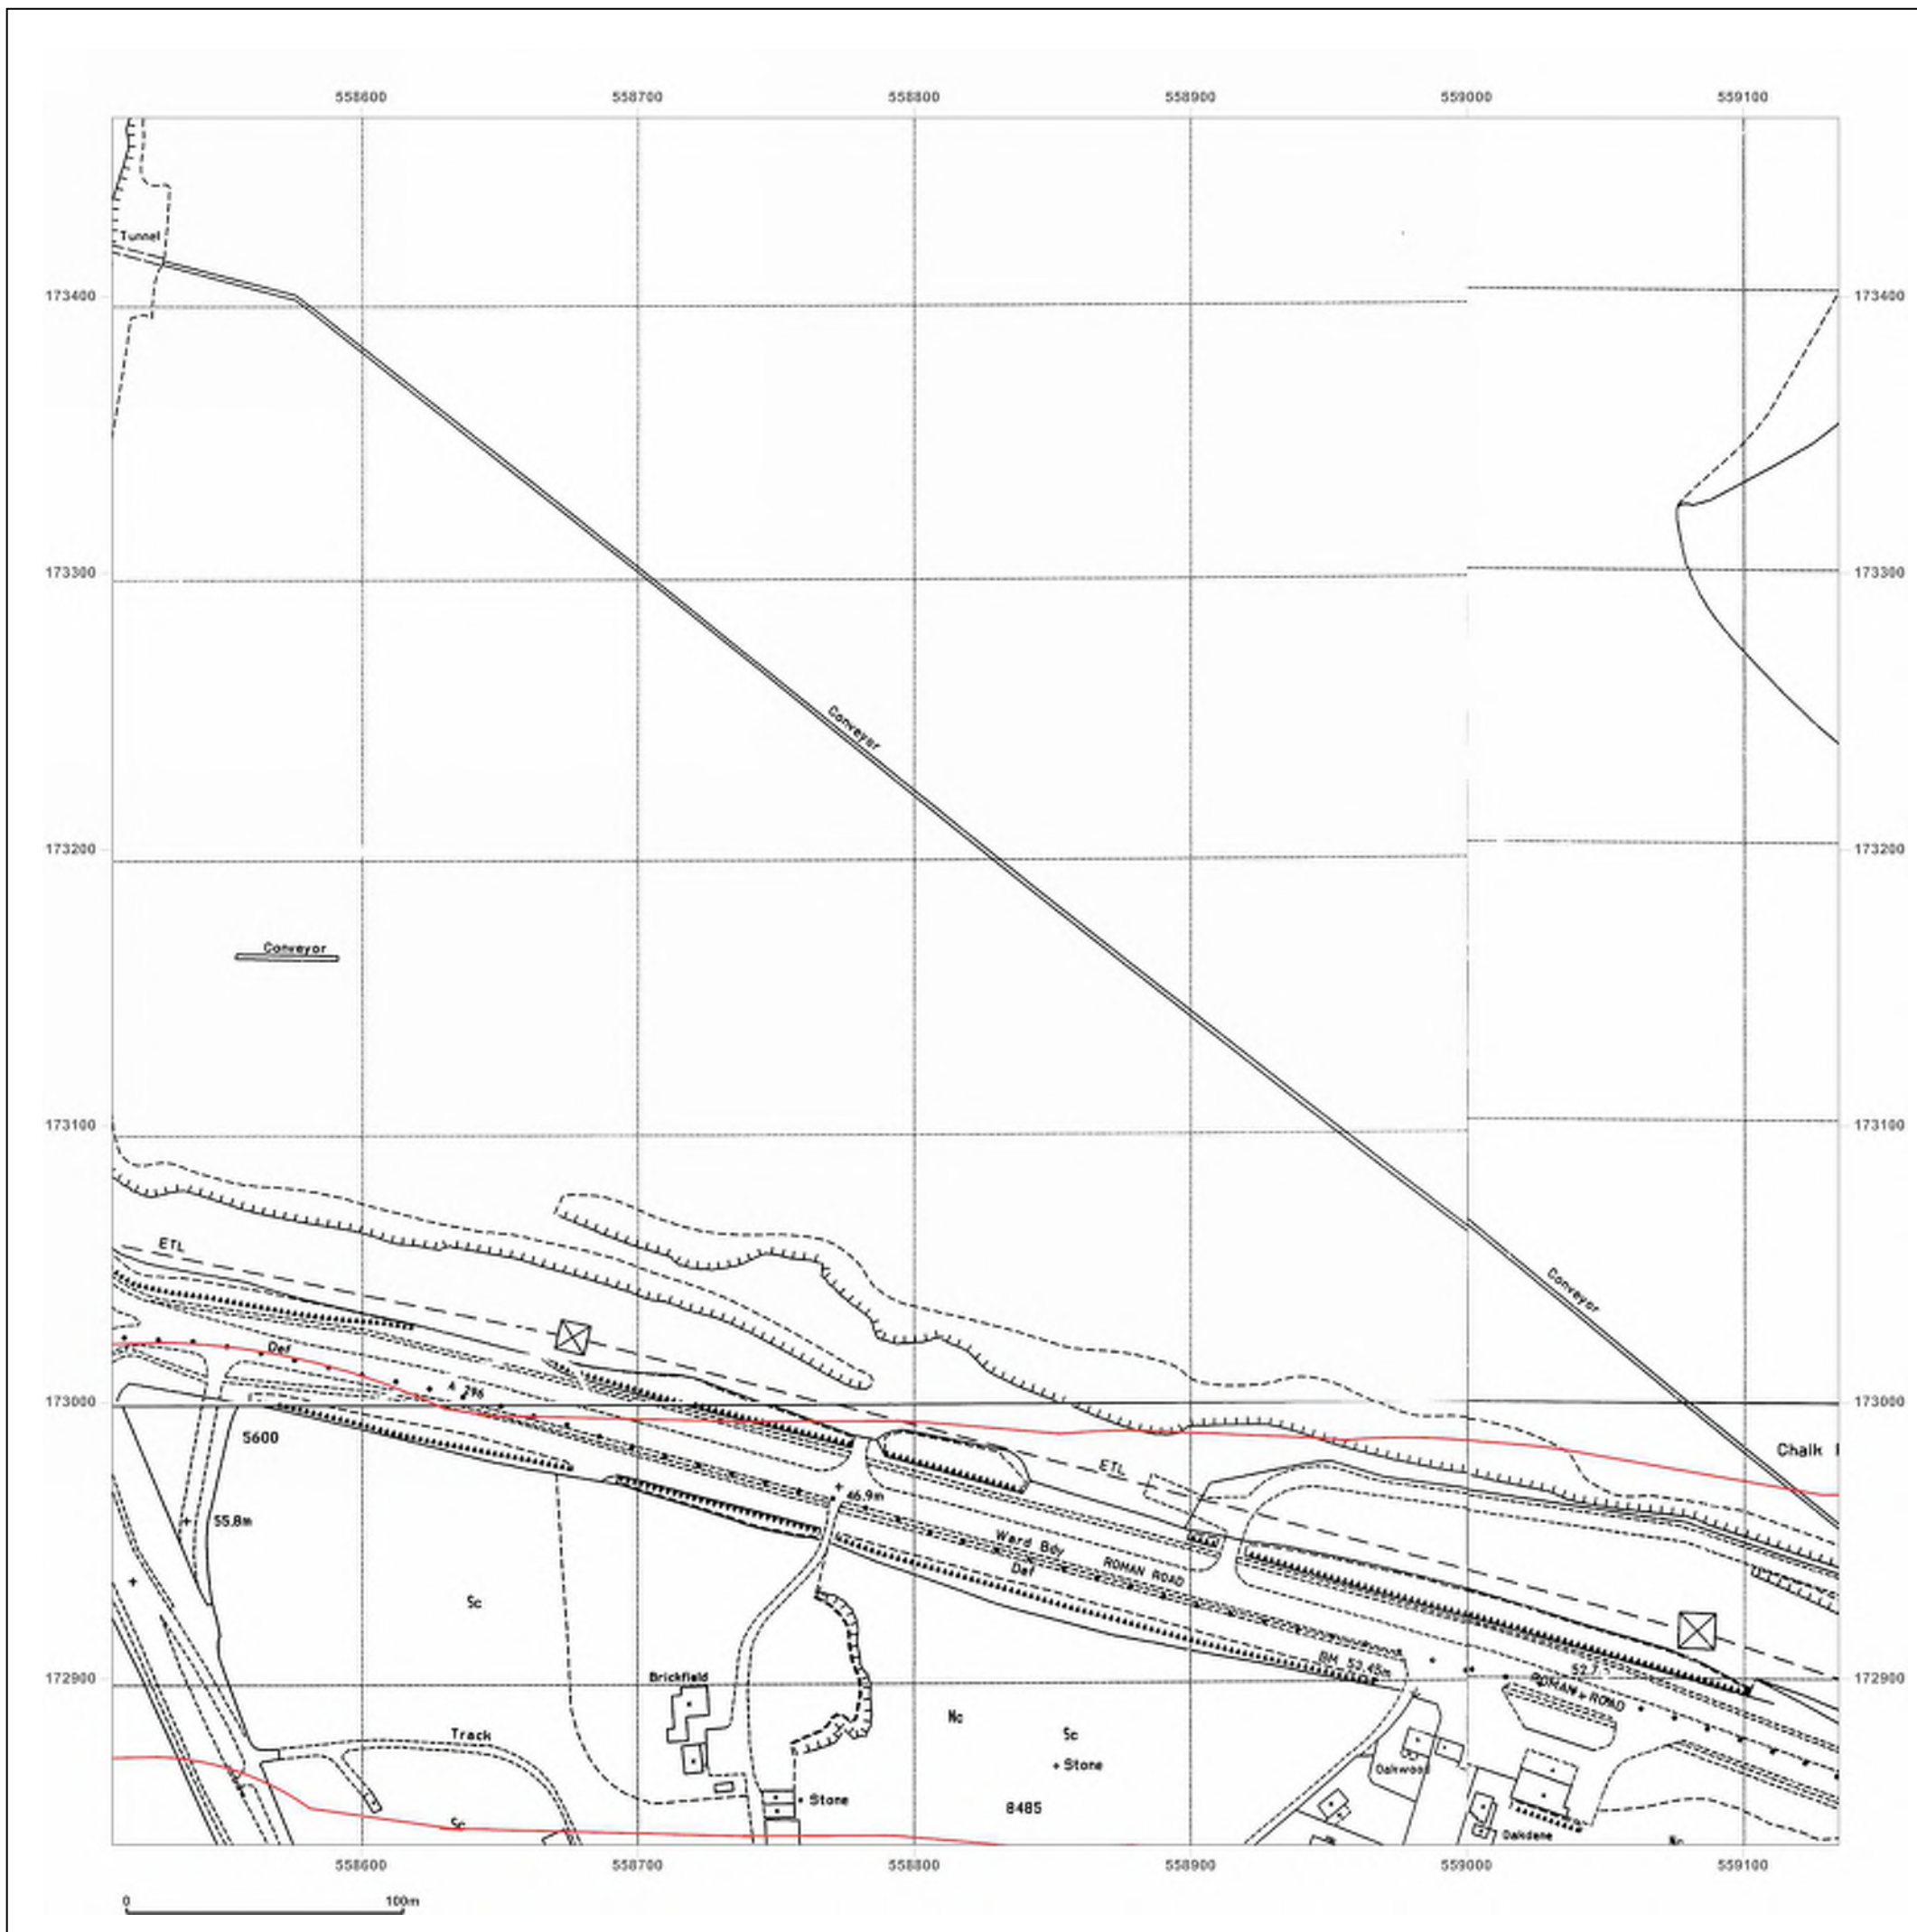 558600 558700 558800 558900 559000 559100
Tunnel
173400 173400
173300 173300
Conveyor
173200 173200
Conveyor
173100 173100
ETL
Conveyor
Def
A 296
173000 173000
5600
Chalk
ETL
46.9m
55.8m
Ward Bdy
Def
ROMAN ROAD
Sc
BM 53.45m
52.7
172900 172900
Brickfield
ROMAN ROAD
Nc
Track
Sc
+ Stone
Oakwood
Stone
8485
Sc
Oakdene
Nc
558600 558700 558800 558900 559000 559100
0 100m